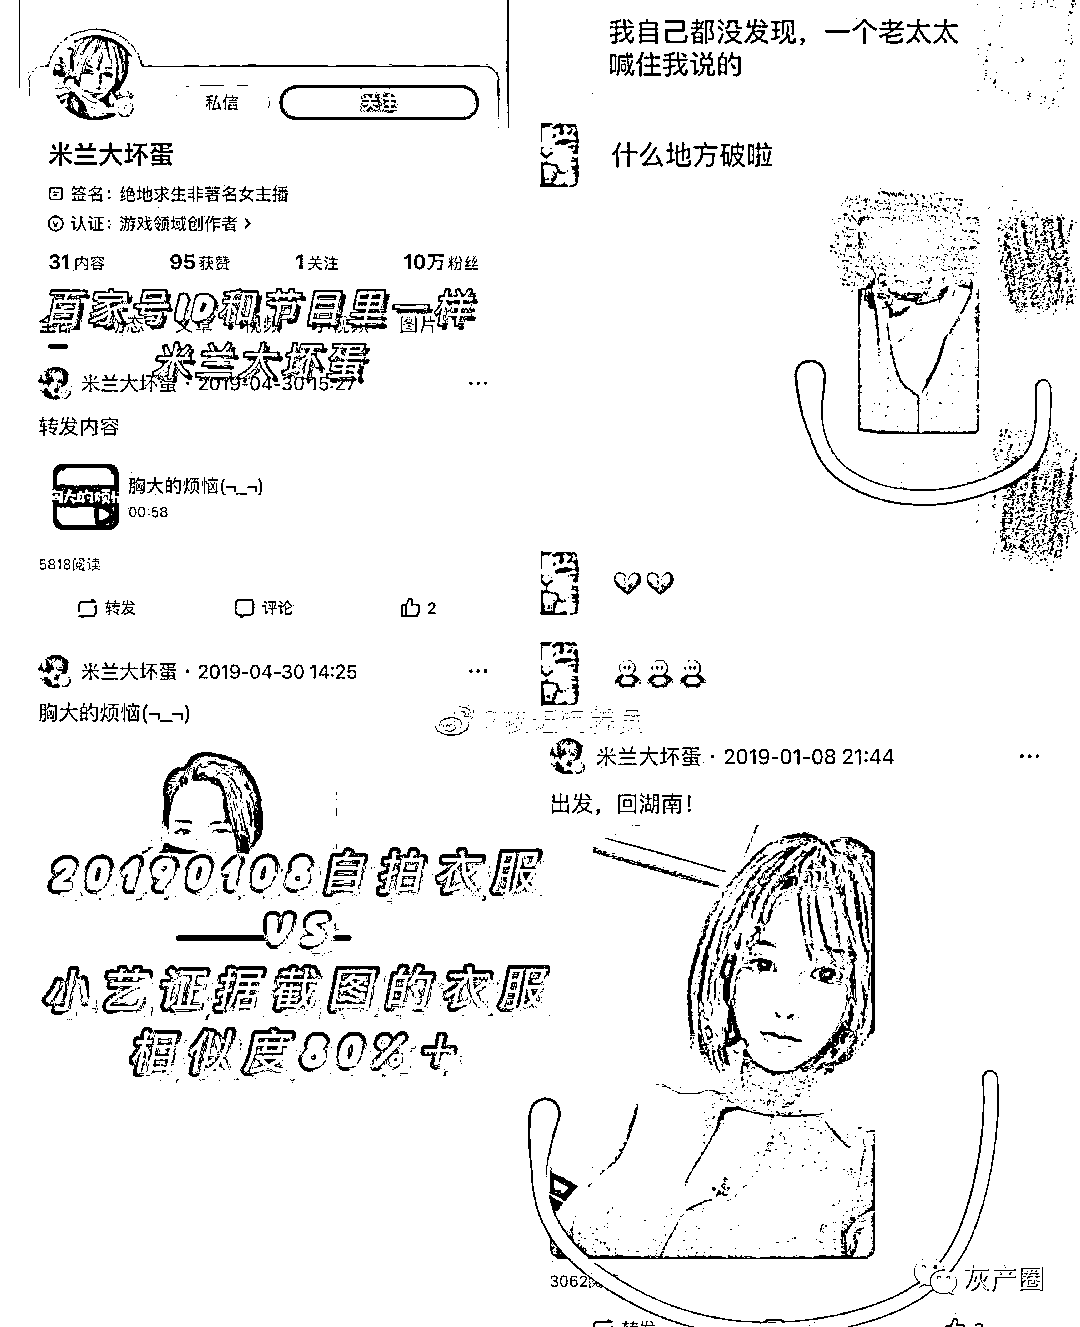 私信
关注
米兰大坏蛋
签名：绝地求生非著名女主播
认证：游戏领域创作者
31内容 95获赞 1关注 10万粉丝
百家号ID和节目里一样
米兰大坏蛋
米兰大坏蛋 · 2019-04-30 15:27
转发内容
胸大的烦恼(¬_¬)
00:58
5818阅读
转发 评论 2
米兰大坏蛋 · 2019-04-30 14:25
胸大的烦恼(¬_¬)
20190108自拍衣服
VS
小艺证据截图的衣服
相似度80%+
我自己都没发现，一个老太太
喊住我说的
什么地方破啦
米兰大坏蛋 · 2019-01-08 21:44
出发，回湖南！
3062
灰产圈
转发